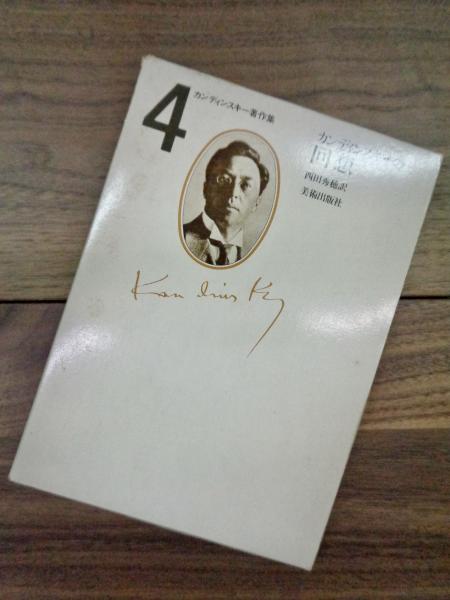 4
カンディンスキー著作集
カンディンスキーの
回想
西田秀穂訳
美術出版社
Kandinsky